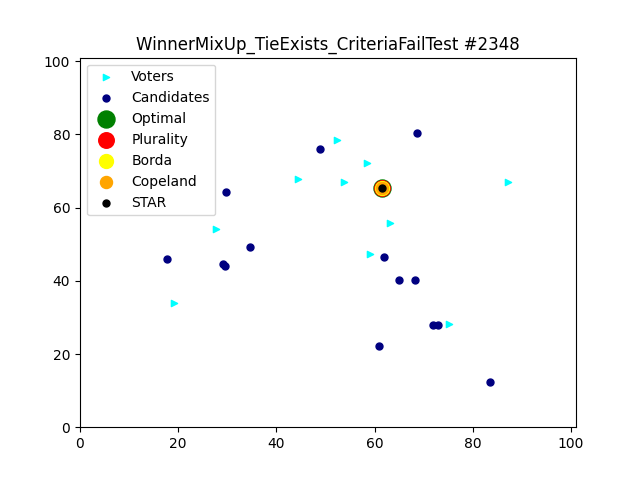 WinnerMixUp_TieExists_CriteriaFailTest #2348
100
80
60
40
20
0
Voters
Candidates
Optimal
Plurality
Borda
Copeland
STAR
0 20 40 60 80 100